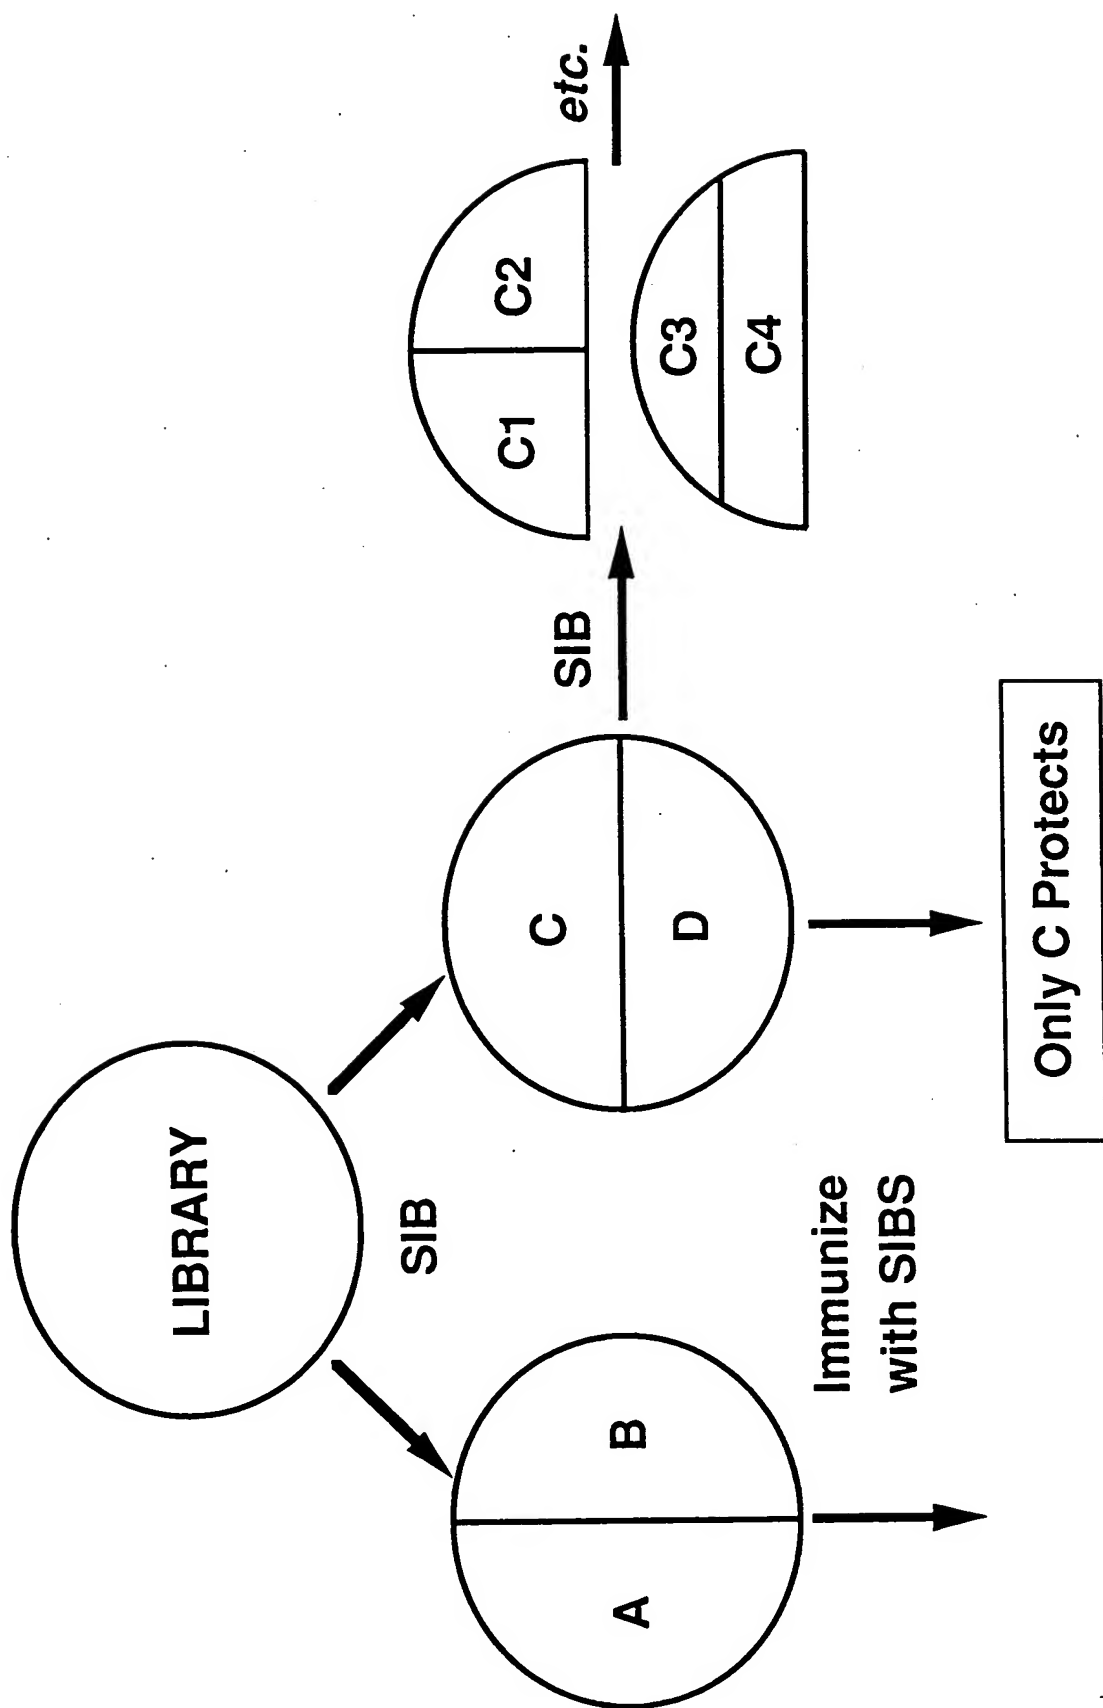 LIBRARY
SIB
A
B
C
D
SIB
C1
C2
C3
C4
etc.
Immunize
with SIBS
Only C Protects